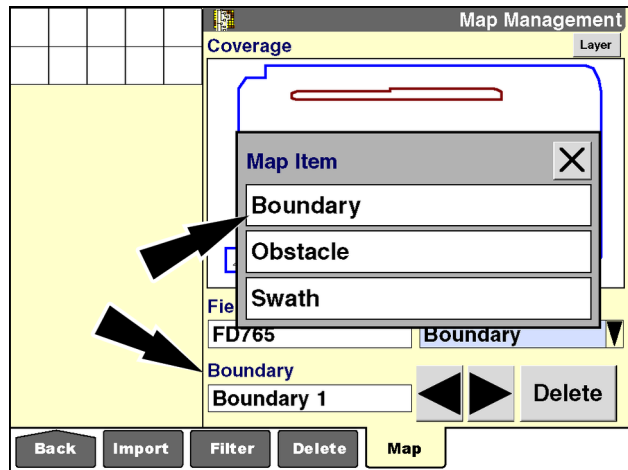 Map Management
Coverage
Layer
Map Item
Boundary
Obstacle
Swath
Fie
FD765
Boundary
Boundary
Boundary 1
Delete
Back
Import
Filter
Delete
Map